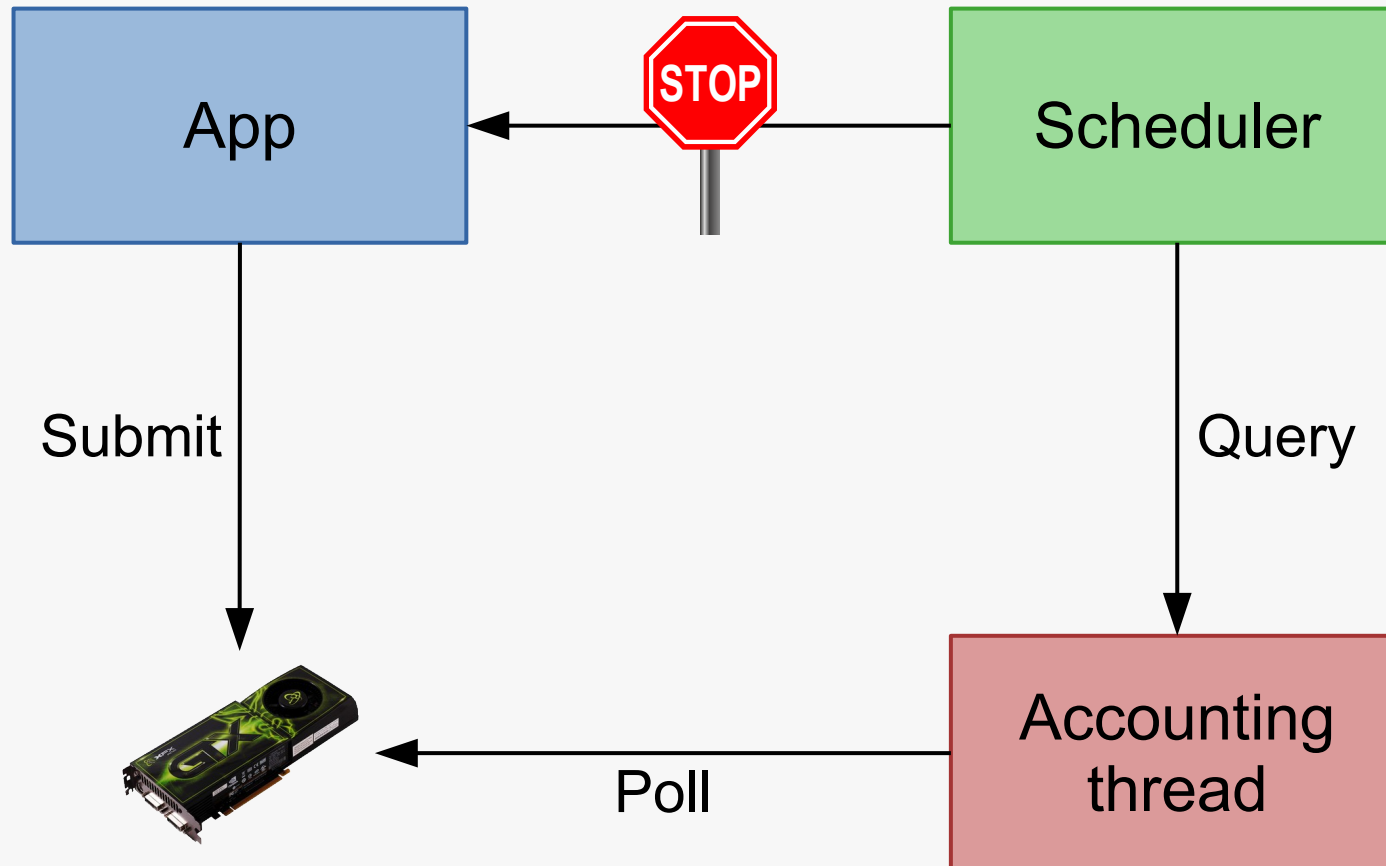 App
STOP
Scheduler
Submit
Query
Accounting
thread
Poll